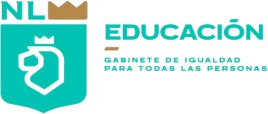 NL
EDUCACIÓN
GABINETE DE IGUALDAD
PARA TODAS LAS PERSONAS